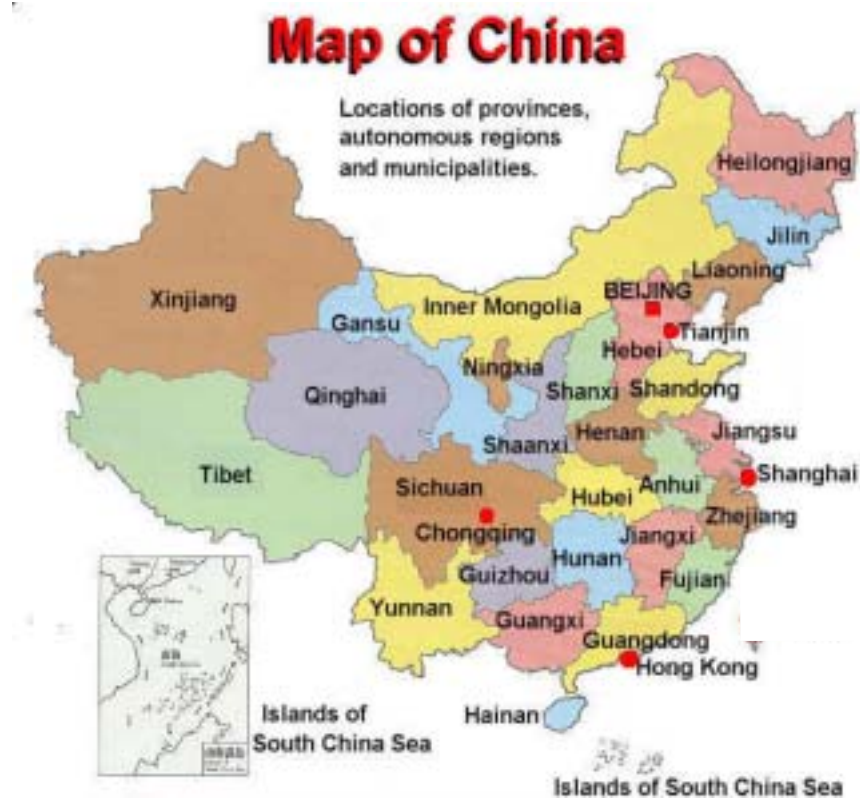 Map of China
Locations of provinces,
autonomous regions
and municipalities.
Heilongjiang
Jilin
Liaoning
Xinjiang
Inner Mongolia
BEIJING
Gansu
Tianjin
Hebei
Ningxia
Qinghai
Shanxi
Shandong
Shaanxi
Henan
Jiangsu
Tibet
Sichuan
Hubei
Anhui
Shanghai
Zhejiang
Chongqing
Jiangxi
Hunan
Guizhou
Fujian
Yunnan
Guangxi
Guangdong
Hong Kong
Hainan
Islands of
South China Sea
Islands of South China Sea